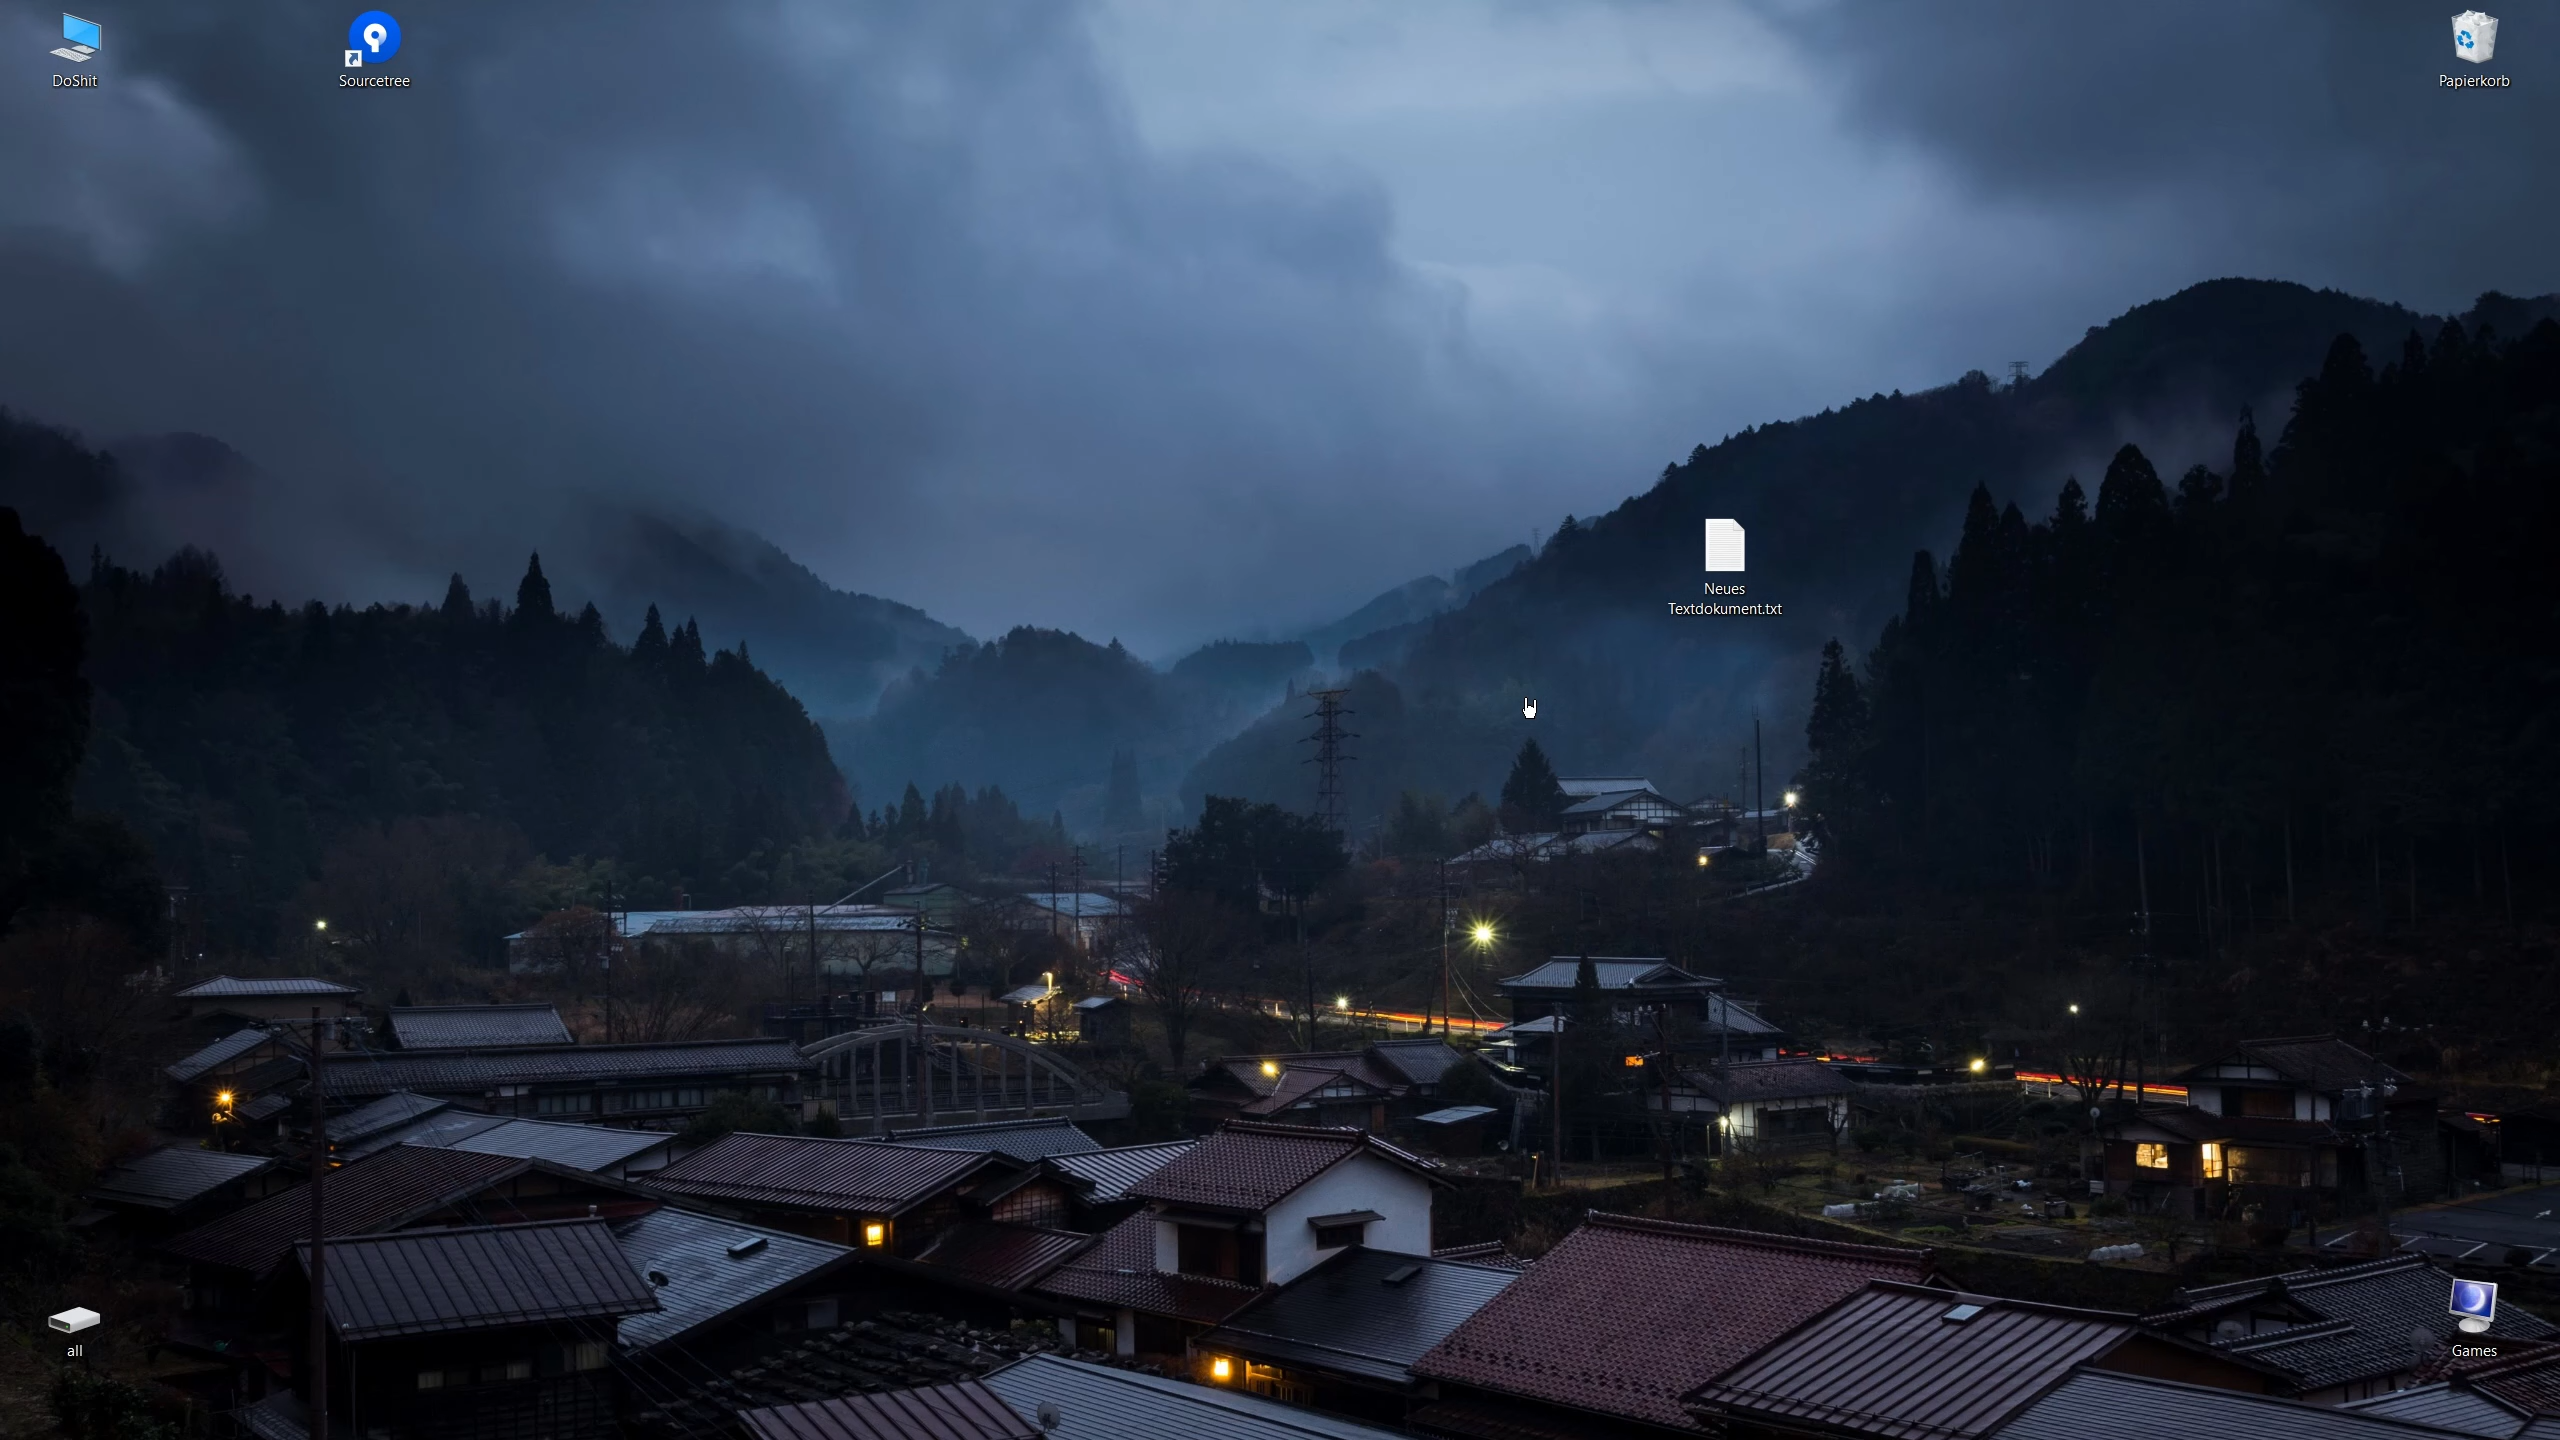 DoShit
Sourcetree
Papierkorb
Neues
Textdokument.txt
all
Games